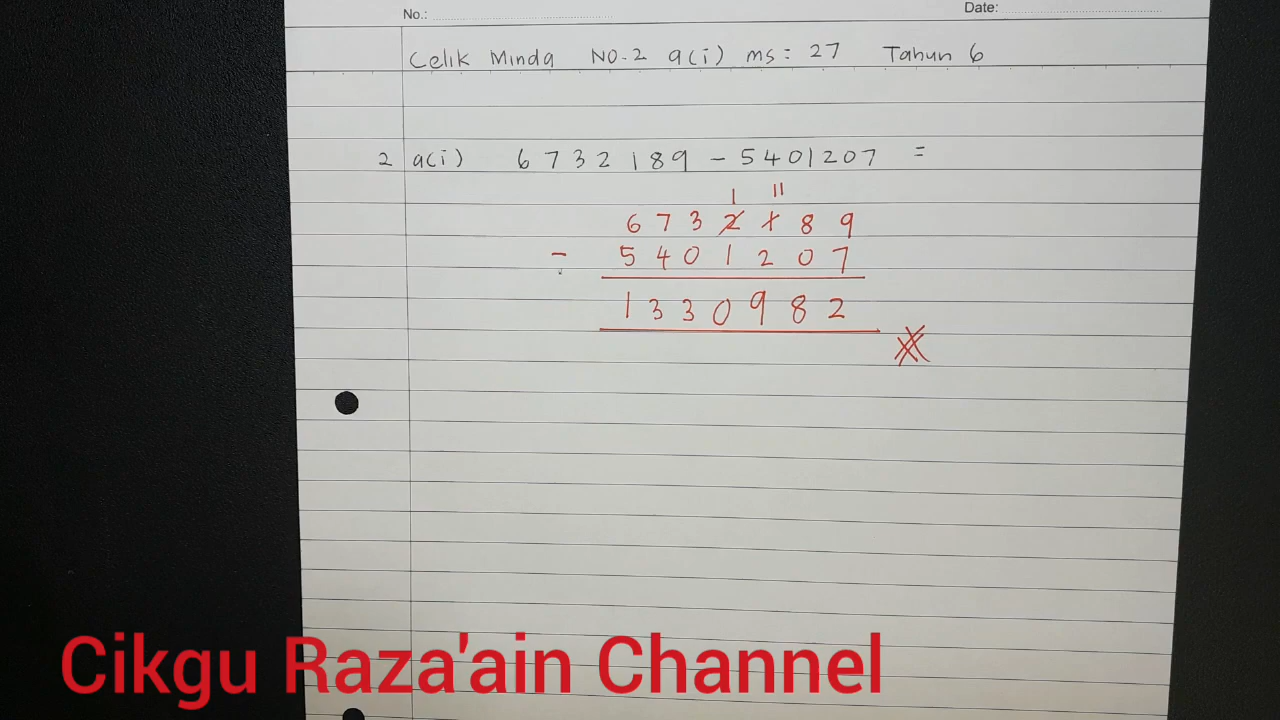 No.: Date:
Celik Minda No.2 a(i) ms: 27 Tahun 6
2 a(i) 6732189 - 5401207 =
1 11
6 7 3 2 1 8 9
- 5 4 0 1 2 0 7
1 3 3 0 9 8 2
Cikgu Raza'ain Channel